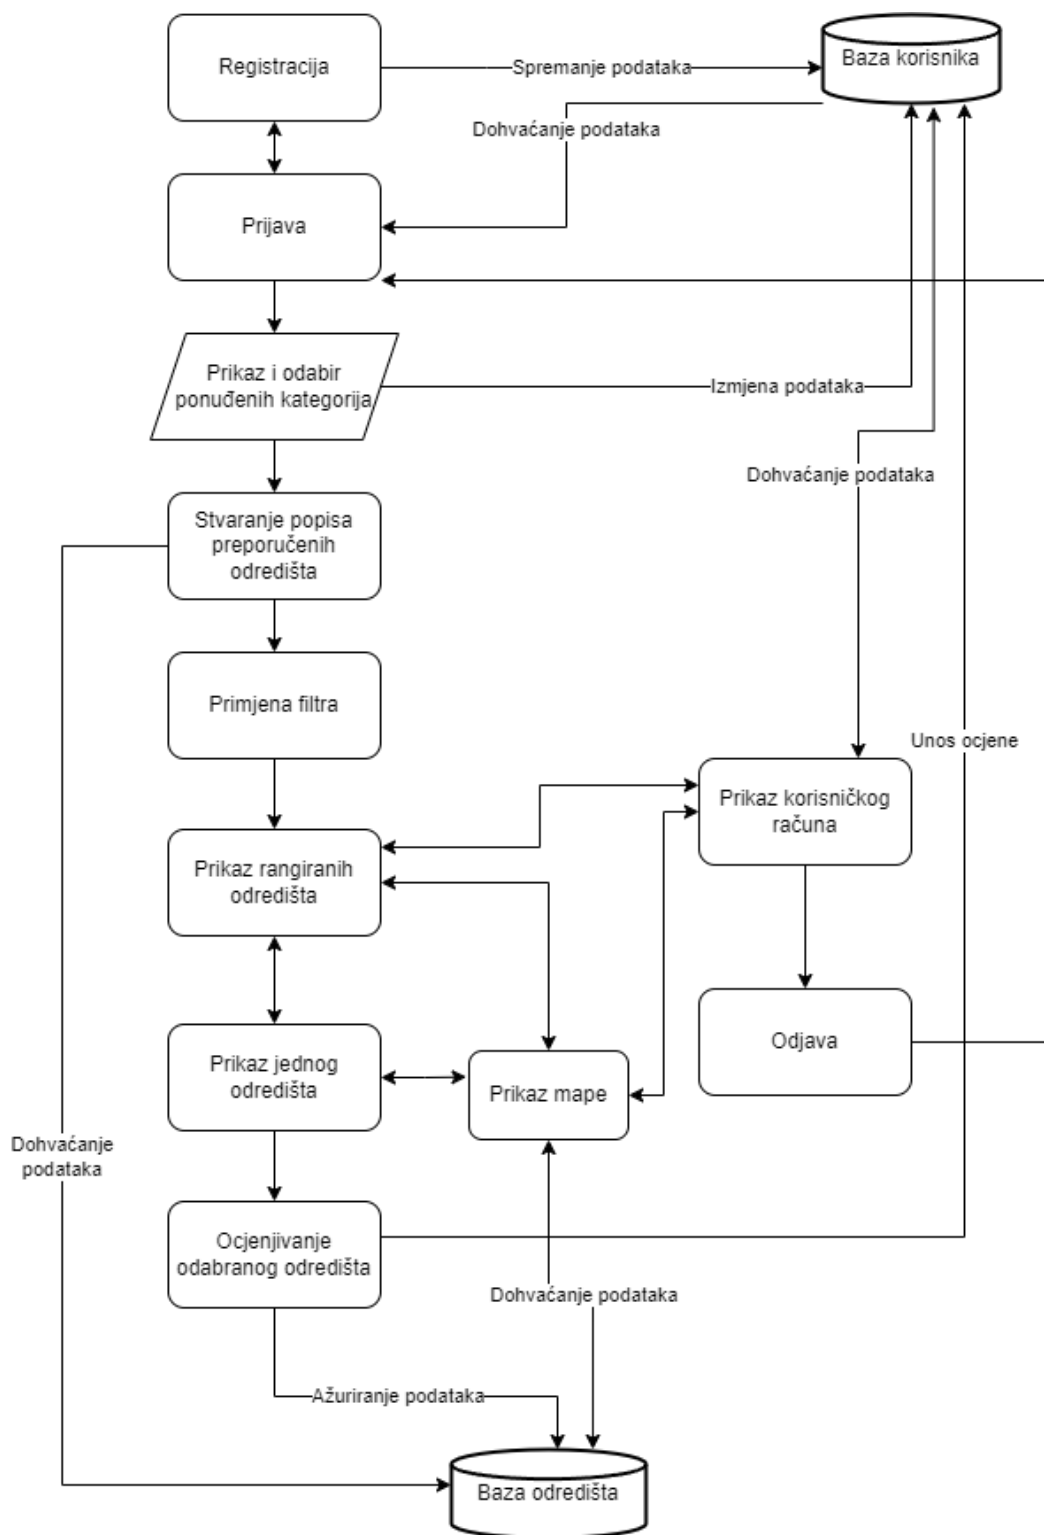 Registracija
Spremanje podataka
Baza korisnika
Dohvaćanje podataka
Prijava
Prikaz i odabir
ponuđenih kategorija
Izmjena podataka
Dohvaćanje podataka
Stvaranje popisa
preporučenih
odredišta
Primjena filtra
Unos ocjene
Prikaz korisničkog
računa
Prikaz rangiranih
odredišta
Odjava
Prikaz jednog
odredišta
Prikaz mape
Dohvaćanje
podataka
Ocjenjivanje
odabranog odredišta
Dohvaćanje podataka
Ažuriranje podataka
Baza odredišta